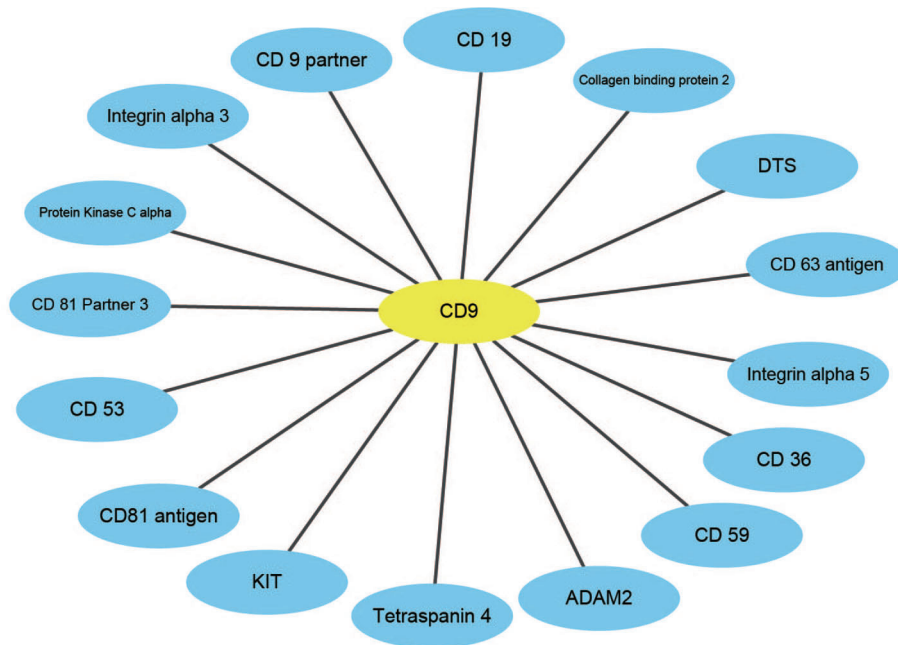 CD 19
CD 9 partner
Collagen binding protein 2
Integrin alpha 3
DTS
Protein Kinase C alpha
CD 63 antigen
CD 81 Partner 3
CD9
Integrin alpha 5
CD 53
CD 36
CD81 antigen
CD 59
KIT
ADAM2
Tetraspanin 4